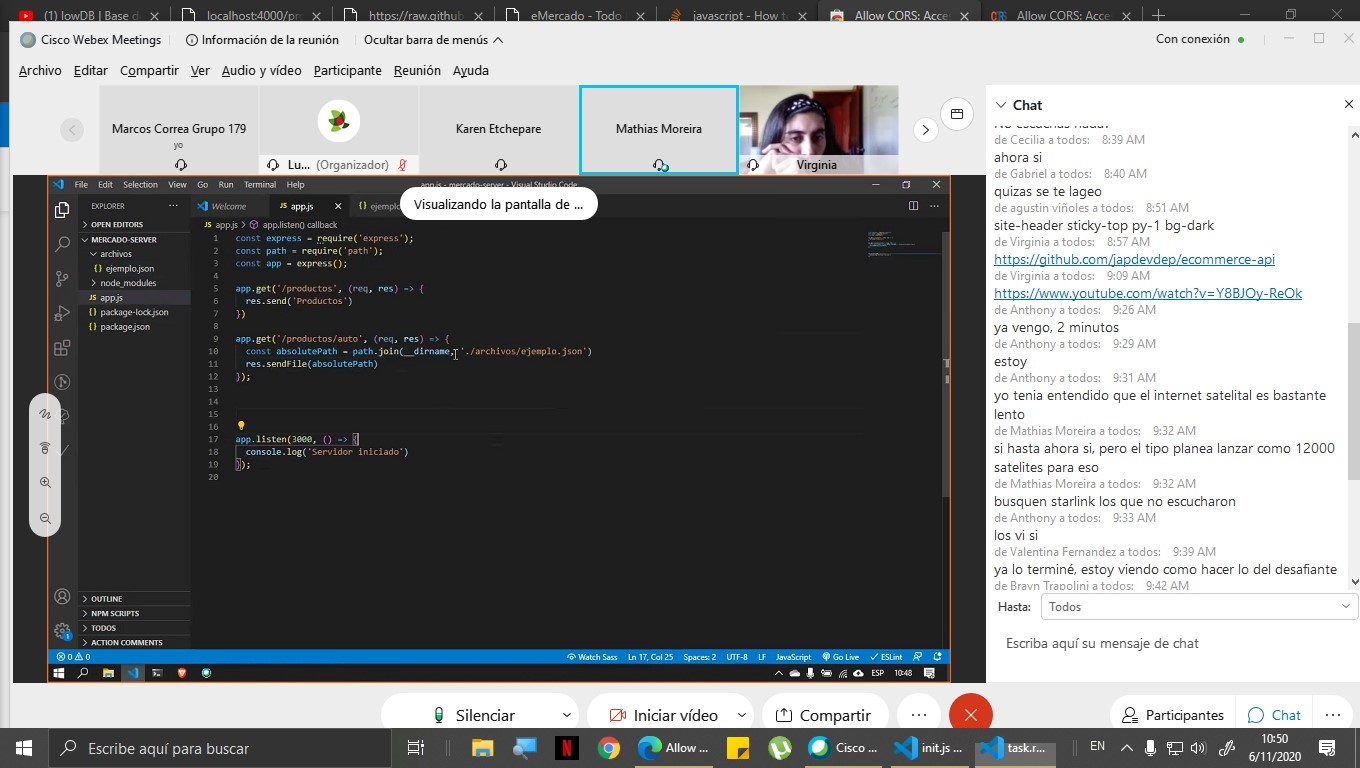 (1) lowDB | Base d
localhost:4000/pr
https://raw.github
eMercado - Todo
javascript - How t
Allow CORS: Acce
Allow CORS: Acce
Cisco Webex Meetings
Información de la reunión
Ocultar barra de menús
Con conexión
Archivo Editar Compartir Ver Audio y vídeo Participante Reunión Ayuda
Marcos Correa Grupo 179
yo
Lu... (Organizador)
Karen Etchepare
Mathias Moreira
Virginia
File Edit Selection View Go Run Terminal Help
app.js - mercado-server - Visual Studio Code
Visualizando la pantalla de ...
EXPLORER
OPEN EDITORS
MERCADO-SERVER
archivos
{} ejemplo.json
node_modules
JS app.js
{} package-lock.json
{} package.json
OUTLINE
NPM SCRIPTS
TODOS
ACTION COMMENTS
Welcome
JS app.js
{} ejemplo
JS app.js > app.listen() callback
1 const express = require('express');
2 const path = require('path');
3 const app = express();
4
5 app.get('/productos', (req, res) => {
6 res.send('Productos')
7 })
8
9 app.get('/productos/auto', (req, res) => {
10 const absolutePath = path.join(__dirname, './archivos/ejemplo.json')
11 res.sendFile(absolutePath)
12 });
13
14
15
16
17 app.listen(3000, () => {
18 console.log('Servidor iniciado')
19 });
20
0 0
Watch Sass Ln 17, Col 25 Spaces: 2 UTF-8 LF JavaScript Go Live ESLint
1
ESP 10:48
Chat
No escuchas nada?
de Cecilia a todos: 8:39 AM
ahora si
de Gabriel a todos: 8:40 AM
quizas se te lageo
de agustin viñoles a todos: 8:51 AM
site-header sticky-top py-1 bg-dark
de Virginia a todos: 8:57 AM
https://github.com/japdevdep/ecommerce-api
de Virginia a todos: 9:09 AM
https://www.youtube.com/watch?v=Y8BJOy-ReOk
de Anthony a todos: 9:26 AM
ya vengo, 2 minutos
de Anthony a todos: 9:29 AM
estoy
de Anthony a todos: 9:31 AM
yo tenia entendido que el internet satelital es bastante
lento
de Mathias Moreira a todos: 9:32 AM
si hasta ahora si, pero el tipo planea lanzar como 12000
satelites para eso
de Mathias Moreira a todos: 9:32 AM
busquen starlink los que no escucharon
de Anthony a todos: 9:33 AM
los vi si
de Valentina Fernandez a todos: 9:39 AM
ya lo terminé, estoy viendo como hacer lo del desafiante
de Brayn Trapolini a todos: 9:42 AM
Hasta: Todos
Escriba aquí su mensaje de chat
Silenciar
Iniciar vídeo
Compartir
Participantes
Chat
Escribe aquí para buscar
Allow ...
Cisco ...
init.js ...
task.r...
EN
10:50
6/11/2020